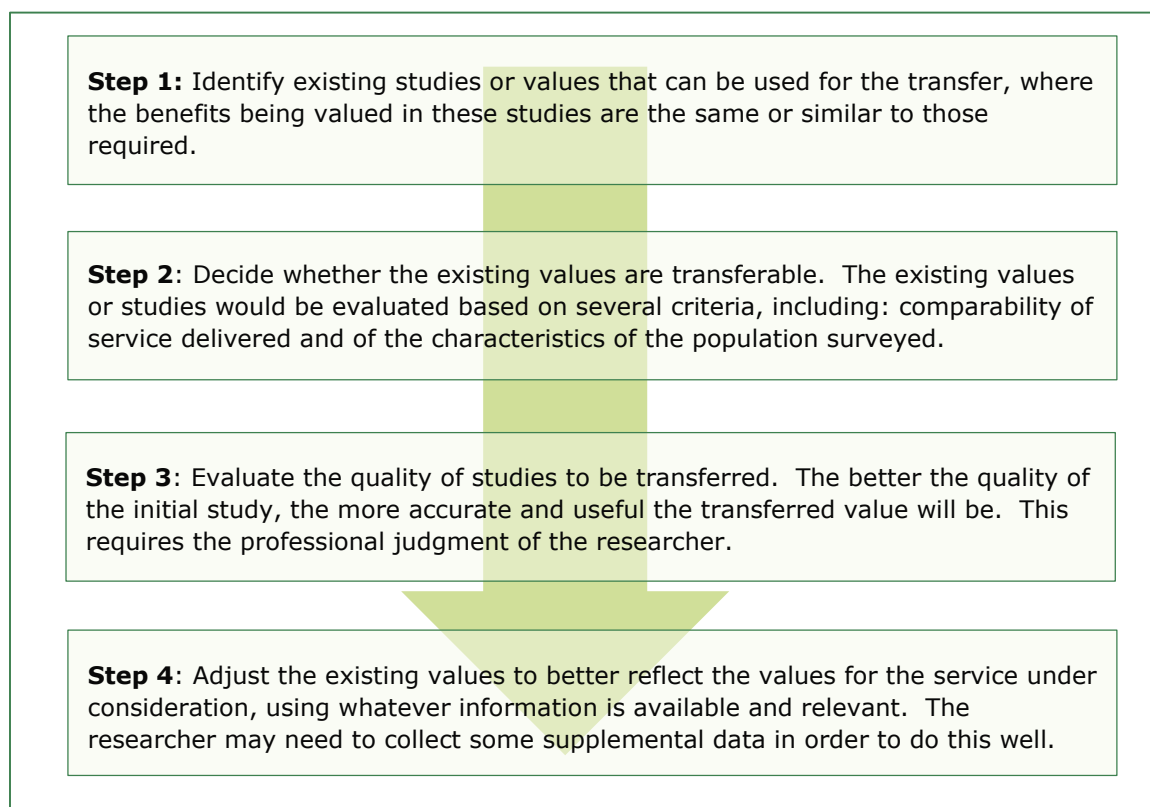 Step 1: Identify existing studies or values that can be used for the transfer, where
the benefits being valued in these studies are the same or similar to those
required.
Step 2: Decide whether the existing values are transferable.  The existing values
or studies would be evaluated based on several criteria, including: comparability of
service delivered and of the characteristics of the population surveyed.
Step 3: Evaluate the quality of studies to be transferred.  The better the quality of
the initial study, the more accurate and useful the transferred value will be.  This
requires the professional judgment of the researcher.
Step 4: Adjust the existing values to better reflect the values for the service under
consideration, using whatever information is available and relevant.  The
researcher may need to collect some supplemental data in order to do this well.